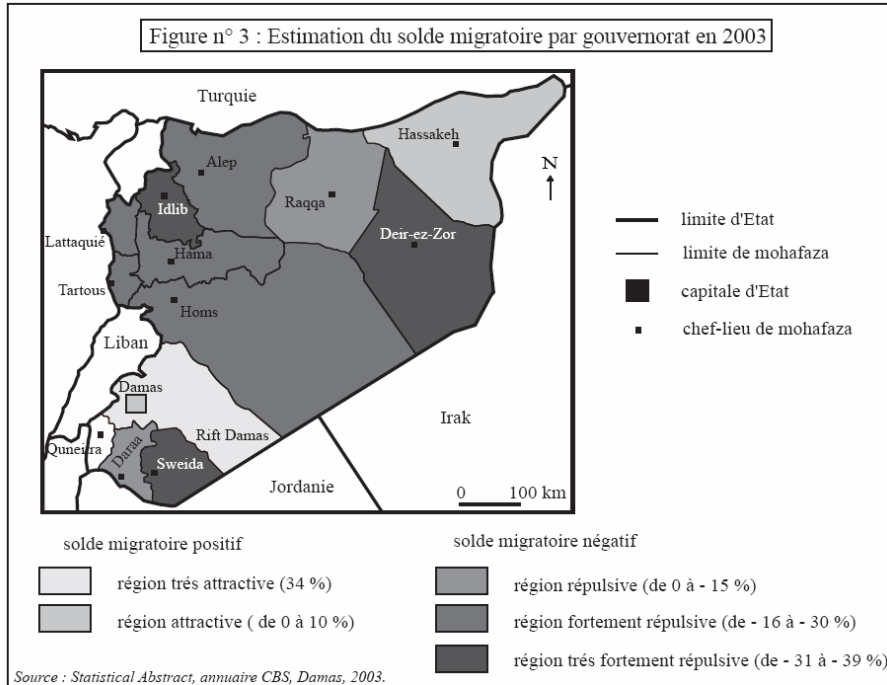 Figure n° 3 : Estimation du solde migratoire par gouvernorat en 2003
Turquie
Hassakeh
Alep
N
Idlib
Raqqa
Deir-ez-Zor
Lattaquié
Hama
Tartous
Homs
Liban
Damas
Irak
Rift Damas
Quneitra
Daraa
Sweida
Jordanie
0 100 km
limite d'Etat
limite de mohafaza
capitale d'Etat
chef-lieu de mohafaza
solde migratoire positif
région trés attractive (34 %)
région attractive ( de 0 à 10 %)
solde migratoire négatif
région répulsive (de 0 à - 15 %)
région fortement répulsive (de - 16 à - 30 %)
région trés fortement répulsive (de - 31 à - 39 %)
Source : Statistical Abstract, annuaire CBS, Damas, 2003.